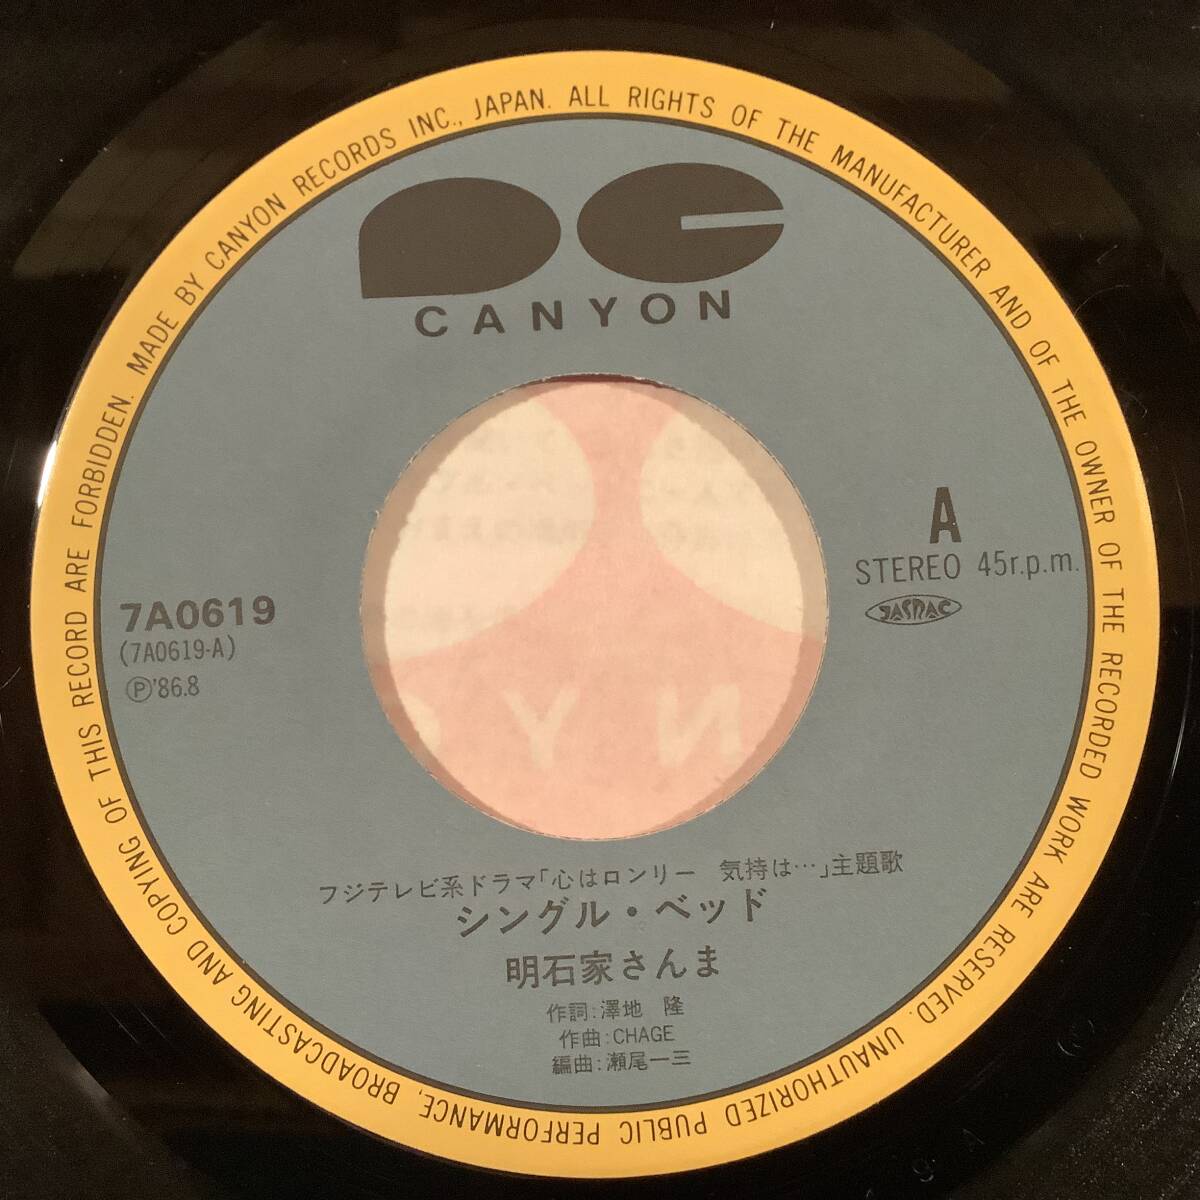 MADE BY CANYON RECORDS INC., JAPAN. ALL RIGHTS OF THE MANUFACTURER AND OF THE OWNER OF THE RECORDED WORK ARE RESERVED. UNAUTHORIZED PUBLIC PERFORMANCE, BROADCASTING AND COPYING OF THIS RECORD ARE FORBIDDEN.
CANYON
A
STEREO 45r.p.m.
JASRAC
7A0619
(7A0619-A)
Ⓟ'86.8
フジテレビ系ドラマ「心はロンリー 気持は…」主題歌
シングル・ベッド
明石家さんま
作詞:澤地 隆
作曲:CHAGE
編曲:瀬尾一三